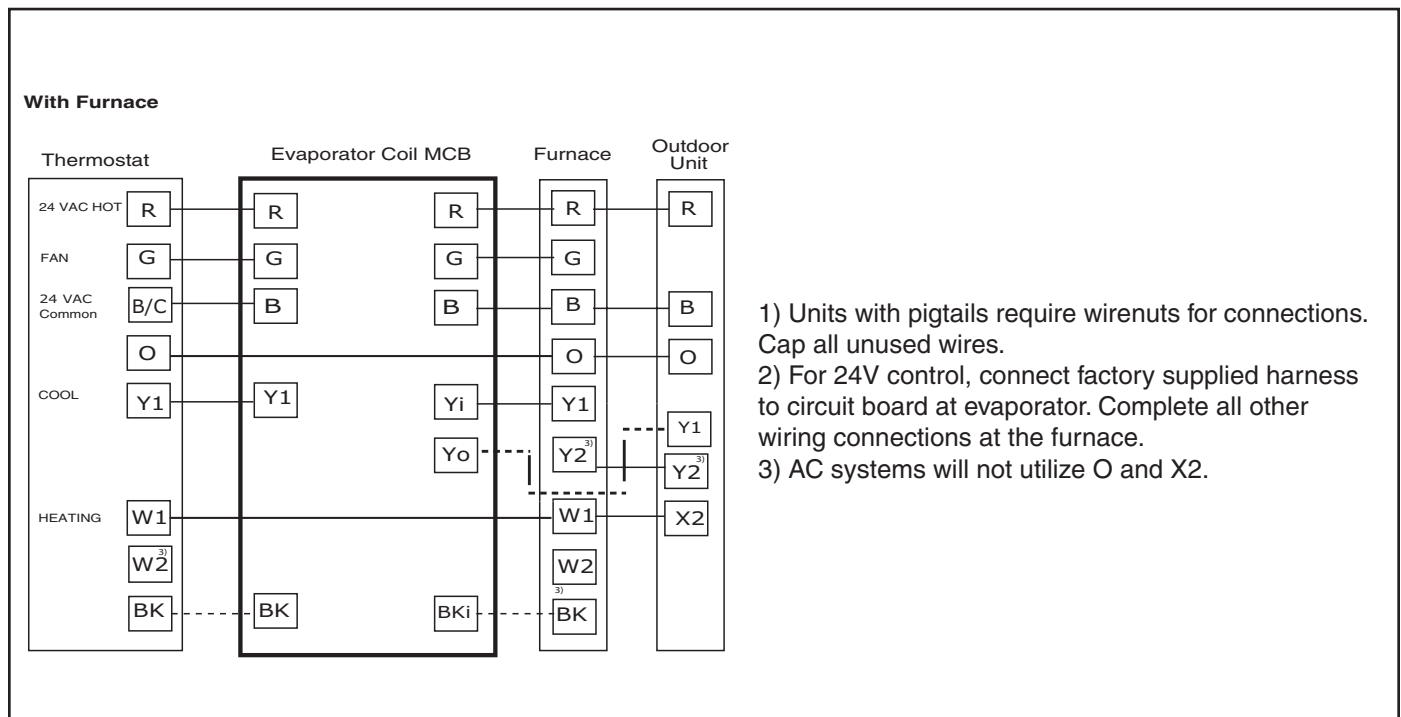 With Furnace
Thermostat
Evaporator Coil MCB
Furnace
Outdoor
Unit
24 VAC HOT R R R R R
FAN G G G G
24 VAC
Common
B/C B B B B
O O O
COOL Y1 Y1 Yi Y1 Y1
Yo Y2 3) Y2 3)
HEATING W1 W1 X2
W2 3) W2
3)
BK BK BKi BK
1) Units with pigtails require wirenuts for connections.
Cap all unused wires.
2) For 24V control, connect factory supplied harness
to circuit board at evaporator. Complete all other
wiring connections at the furnace.
3) AC systems will not utilize O and X2.